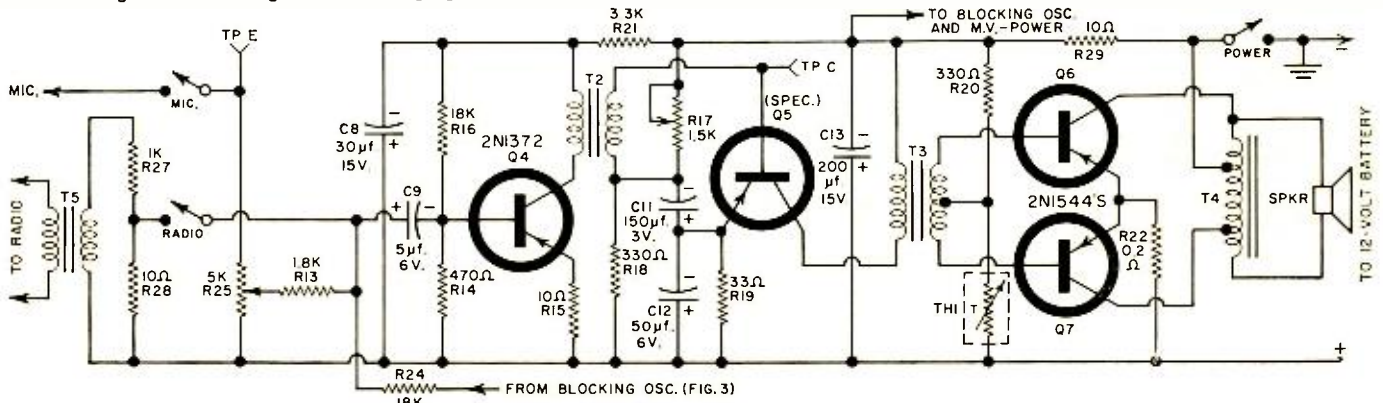 3.3K
R21
TO BLOCKING OSC.
AND M.V.-POWER
10Ω
R29
POWER
−
TP E
MIC.
MIC.
T2
TP C
330Ω
R20
Q6
(SPEC.)
Q5
R17
1.5K
C8
30µf
15V.
−
+
18K
R16
2N1372
Q4
C13
200
µf
15V
−
+
1K
R27
T5
TO RADIO
RADIO
C9
+
−
5µf.
6V.
C11
150µf.
3V.
−
+
T3
2N1544'S
T4
SPKR
TO 12-VOLT BATTERY
10Ω
R28
5K
R25
1.8K
R13
470Ω
R14
10Ω
R15
330Ω
R18
C12
50µf.
6V.
−
+
33Ω
R19
TH1
T
Q7
R22
0.2
Ω
+
R24
18K
FROM BLOCKING OSC. (FIG. 3)